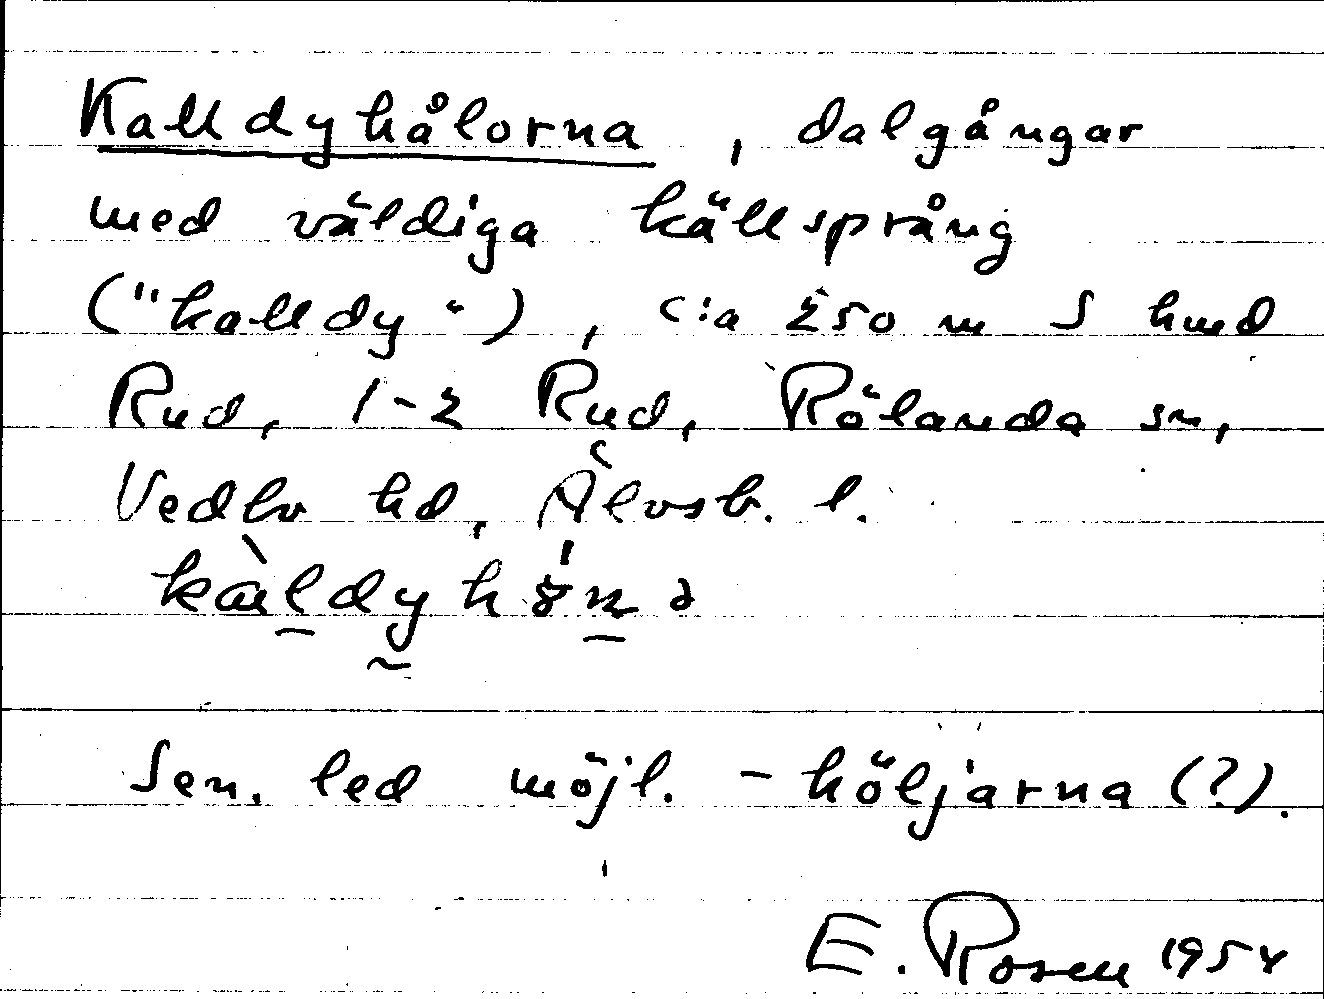 Kalldyhålorna, dalgångar
med väldiga källsprång
("kalldy"), c:a 250 m S hmd
Rud, 1-2 Rud, Rölanda sn,
Vedbo hd, Älvsb. l.
Sen. led möjl. -höljarna (?).
E. Rosen 1954